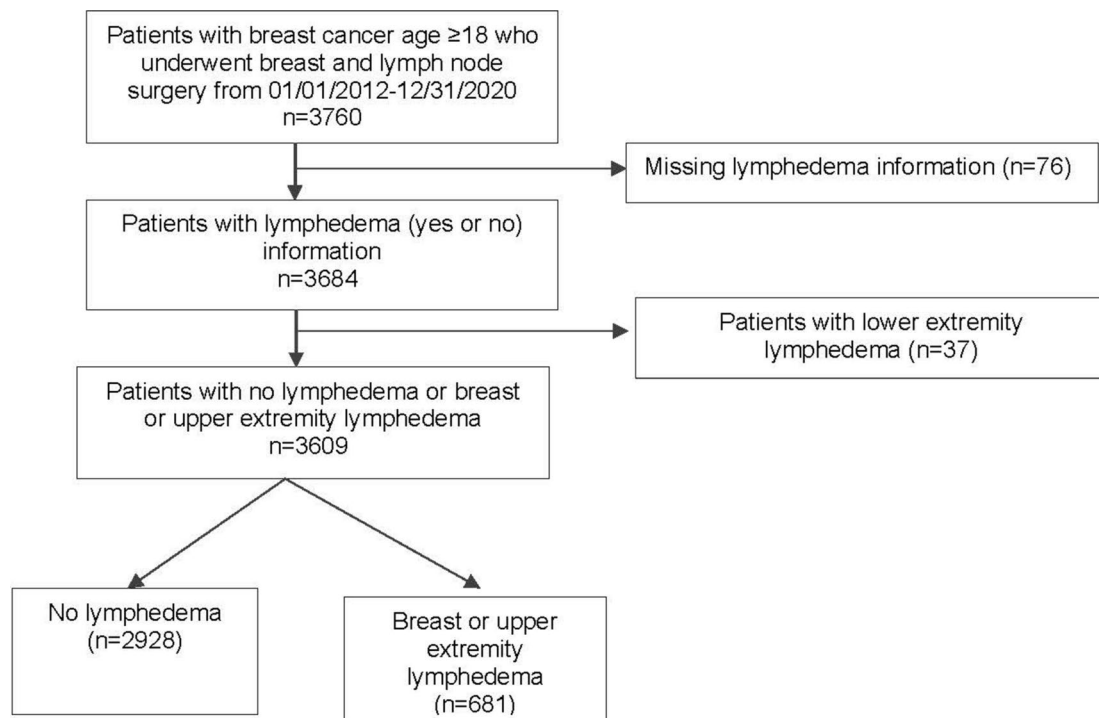 Patients with breast cancer age ≥18 who
underwent breast and lymph node
surgery from 01/01/2012-12/31/2020
n=3760
Missing lymphedema information (n=76)
Patients with lymphedema (yes or no)
information
n=3684
Patients with lower extremity
lymphedema (n=37)
Patients with no lymphedema or breast
or upper extremity lymphedema
n=3609
No lymphedema
(n=2928)
Breast or upper
extremity
lymphedema
(n=681)